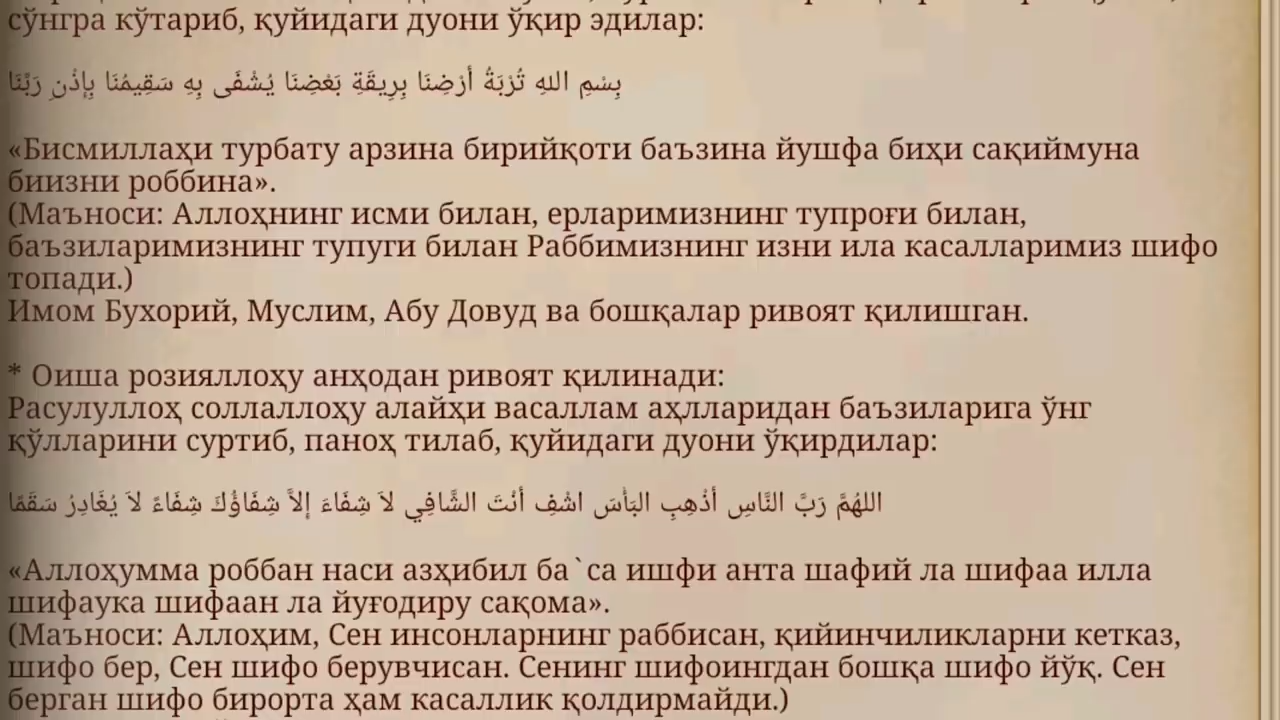 сўнгра кўтариб, қуйидаги дуони ўқир эдилар:
بِسْمِ اللهِ تُرْبَةُ أَرْضِنَا بِرِيقَةِ بَعْضِنَا يُشْفَى بِهِ سَقِيمُنَا بِإِذْنِ رَبِّنَا
«Бисмиллаҳи турбату арзина бирийқоти баъзина йушфа биҳи сақиймуна
биизни роббина».
(Маъноси: Аллоҳнинг исми билан, ерларимизнинг тупроғи билан,
баъзиларимизнинг тупуги билан Раббимизнинг изни ила касалларимиз шифо
топади.)
Имом Бухорий, Муслим, Абу Довуд ва бошқалар ривоят қилишган.
* Оиша розияллоҳу анҳодан ривоят қилинади:
Расулуллоҳ соллаллоҳу алайҳи васаллам аҳлларидан баъзиларига ўнг
қўлларини суртиб, паноҳ тилаб, қуйидаги дуони ўқирдилар:
اللهُمَّ رَبَّ النَّاسِ أَذْهِبِ البَأْسَ اشْفِ أَنْتَ الشَّافِي لاَ شِفَاءَ إِلاَّ شِفَاؤُكَ شِفَاءً لاَ يُغَادِرُ سَقَمًا
«Аллоҳумма роббан наси азҳибил ба`са ишфи анта шафий ла шифаа илла
шифаука шифаан ла йуғодиру сақома».
(Маъноси: Аллоҳим, Сен инсонларнинг раббисан, қийинчиликларни кетказ,
шифо бер, Сен шифо берувчисан. Сенинг шифоингдан бошқа шифо йўқ. Сен
берган шифо бирорта ҳам касаллик қолдирмайди.)